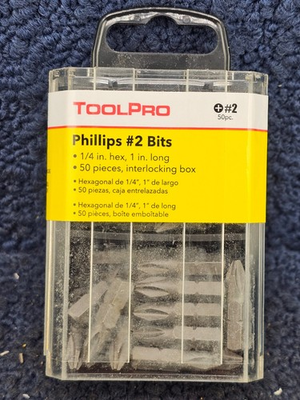 TOOLPRO
#2
50pc.
Phillips #2 Bits
• 1/4 in. hex, 1 in. long
• 50 pieces, interlocking box
• Hexagonal de 1/4", 1" de largo
• 50 piezas, caja entrelazadas
• Hexagonal de 1/4", 1" de long
• 50 pieces, boîte emboîtable